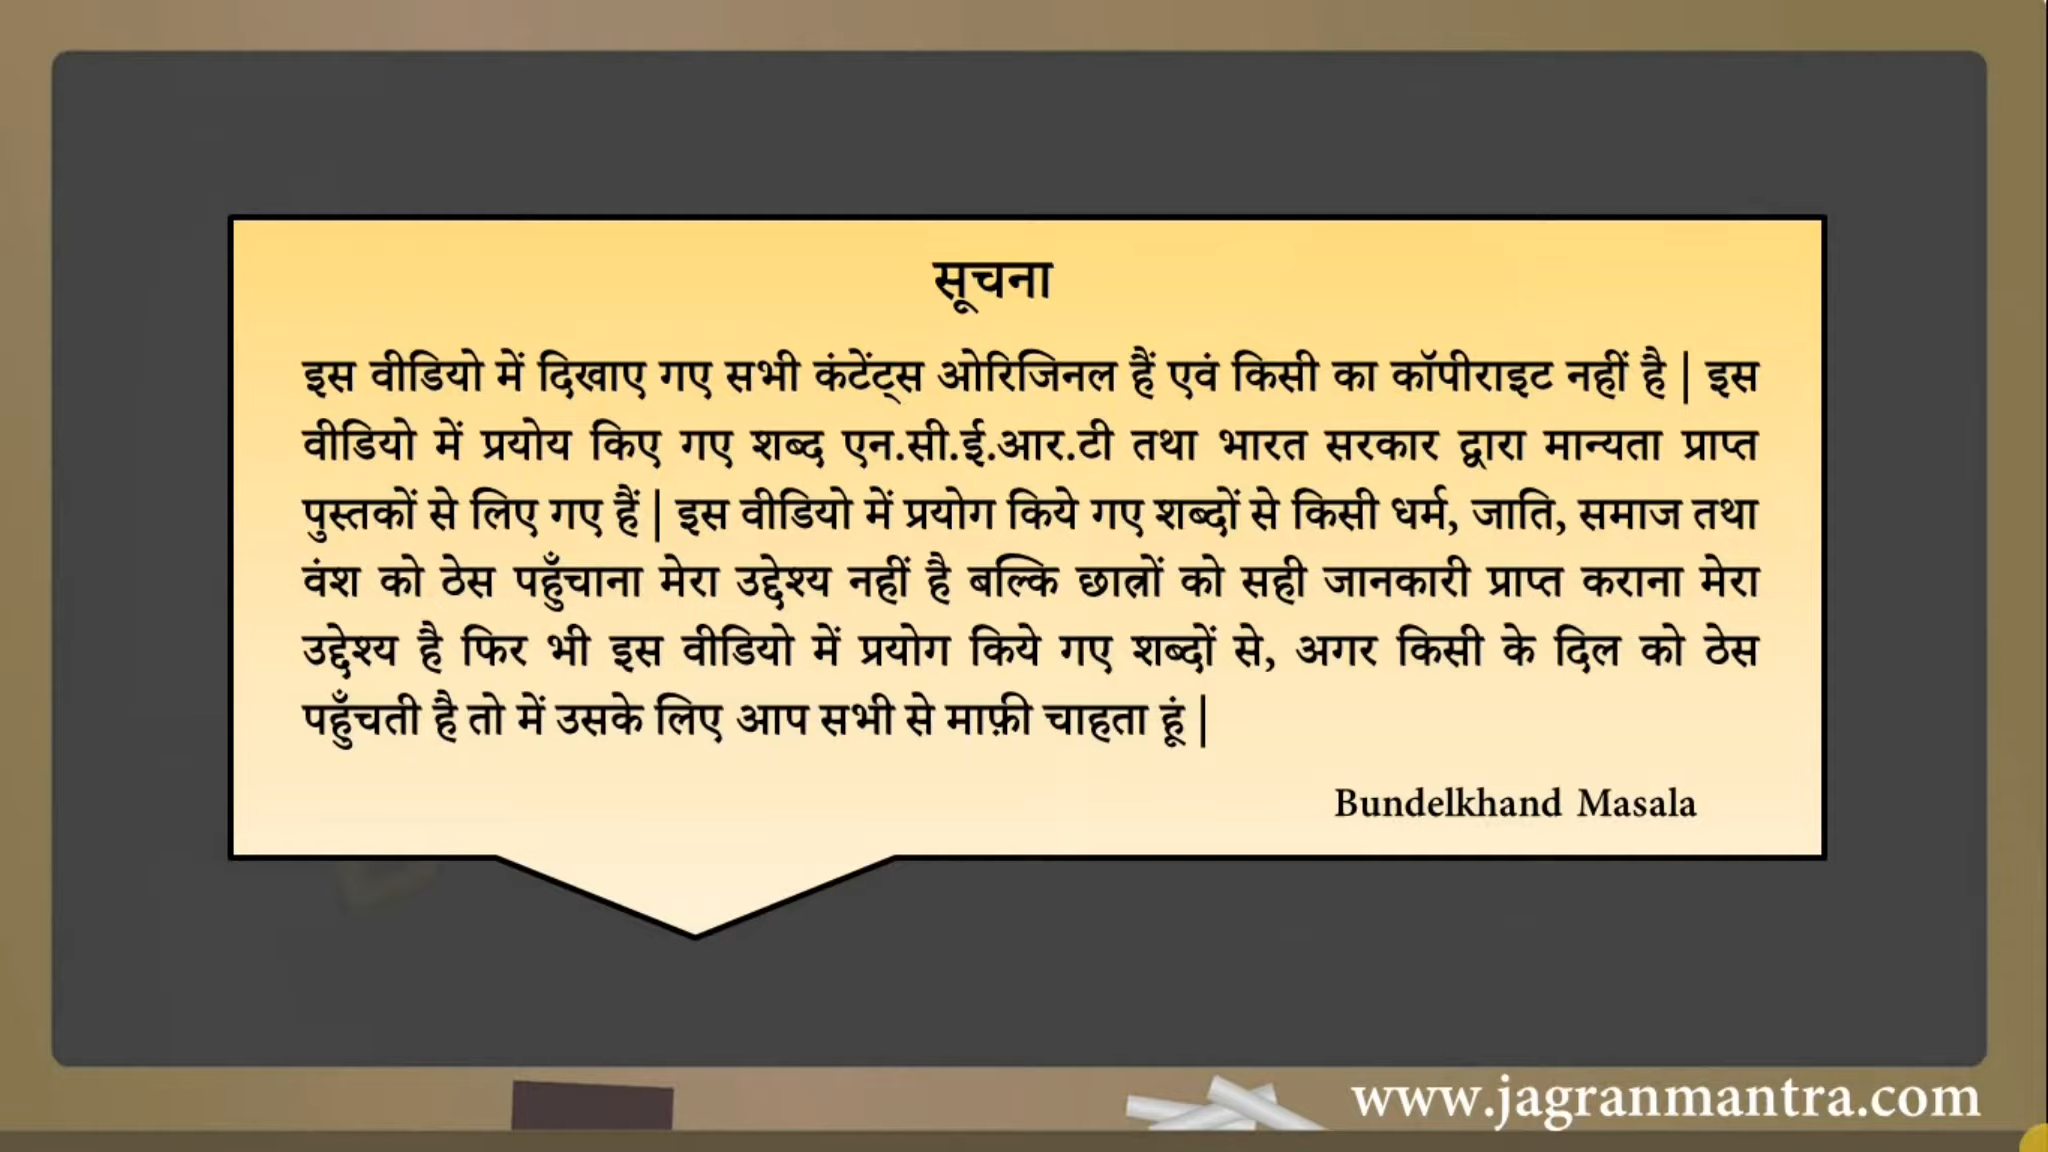 सूचना
इस वीडियो में दिखाए गए सभी कंटेंट्स ओरिजिनल हैं एवं किसी का कॉपीराइट नहीं है | इस
वीडियो में प्रयोय किए गए शब्द एन.सी.ई.आर.टी तथा भारत सरकार द्वारा मान्यता प्राप्त
पुस्तकों से लिए गए हैं | इस वीडियो में प्रयोग किये गए शब्दों से किसी धर्म, जाति, समाज तथा
वंश को ठेस पहुँचाना मेरा उद्देश्य नहीं है बल्कि छात्रों को सही जानकारी प्राप्त कराना मेरा
उद्देश्य है फिर भी इस वीडियो में प्रयोग किये गए शब्दों से, अगर किसी के दिल को ठेस
पहुँचती है तो में उसके लिए आप सभी से माफ़ी चाहता हूं |
Bundelkhand Masala
www.jagranmantra.com